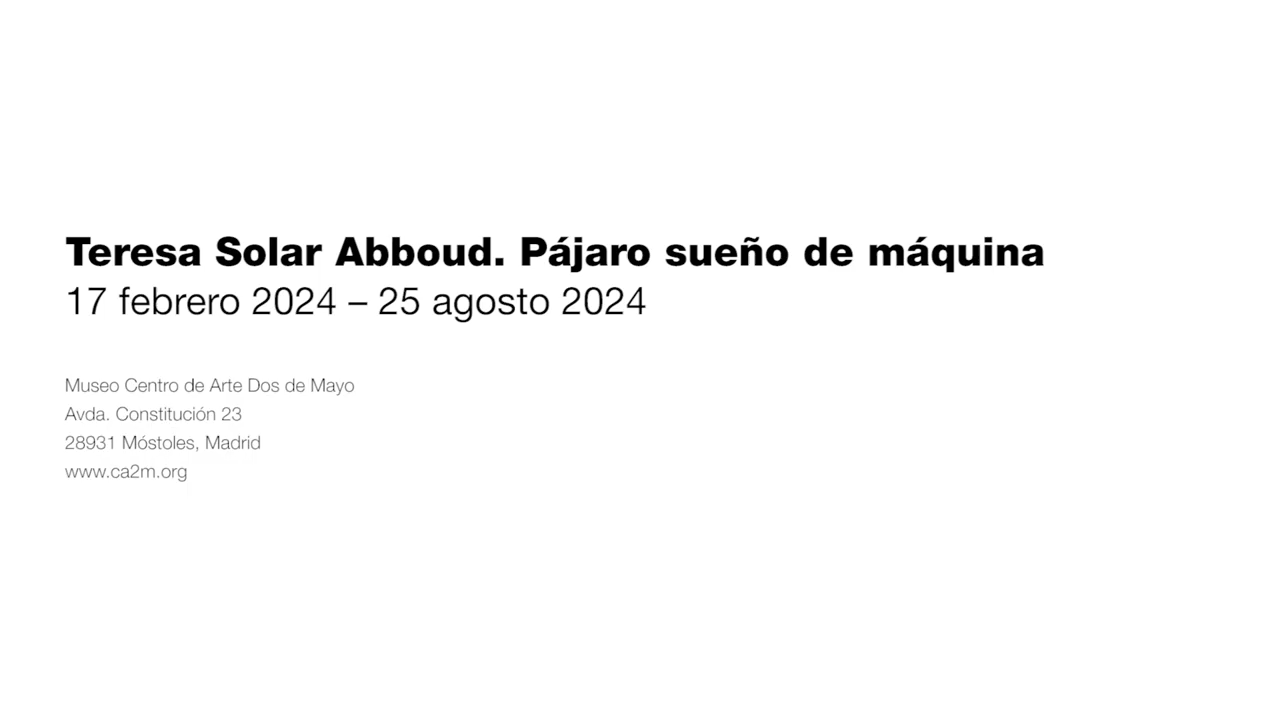 Teresa Solar Abboud. Pájaro sueño de máquina
17 febrero 2024 – 25 agosto 2024
Museo Centro de Arte Dos de Mayo
Avda. Constitución 23
28931 Móstoles, Madrid
www.ca2m.org